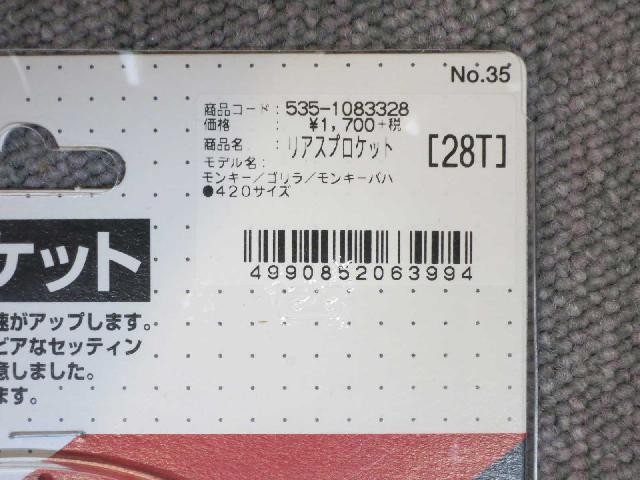 No.35
商品コード：535-1083328
価格　　　：￥1,700+税
商品名　　：リアスプロケット [28T]
モデル名：
モンキー／ゴリラ／モンキーバハ
●420サイズ
4990852063994
ケット
速がアップします。
ビアなセッティン
意しました。
ます。